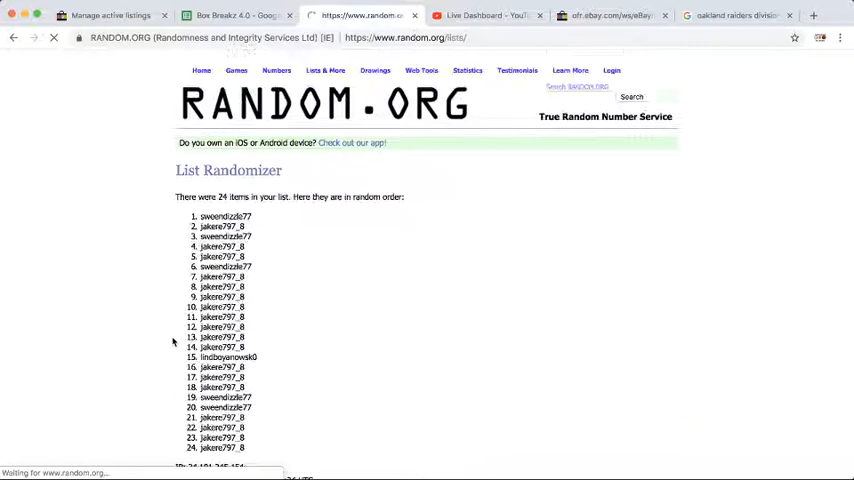 Manage active listings
Box Breakz 4.0 - Google
https://www.random.or
Live Dashboard - YouT
ofr.ebay.com/ws/eBay
oakland raiders divisio
RANDOM.ORG (Randomness and Integrity Services Ltd) [IE] https://www.random.org/lists/
Home Games Numbers Lists & More Drawings Web Tools Statistics Testimonials Learn More Login
Search RANDOM.ORG
Search
RANDOM.ORG
True Random Number Service
Do you own an iOS or Android device? Check out our app!
List Randomizer
There were 24 items in your list. Here they are in random order:
1. sweendizzle77
2. jakere797_8
3. sweendizzle77
4. jakere797_8
5. jakere797_8
6. sweendizzle77
7. jakere797_8
8. jakere797_8
9. jakere797_8
10. jakere797_8
11. jakere797_8
12. jakere797_8
13. jakere797_8
14. jakere797_8
15. lindboyanowsk0
16. jakere797_8
17. jakere797_8
18. jakere797_8
19. sweendizzle77
20. sweendizzle77
21. jakere797_8
22. jakere797_8
23. jakere797_8
24. jakere797_8
Waiting for www.random.org...